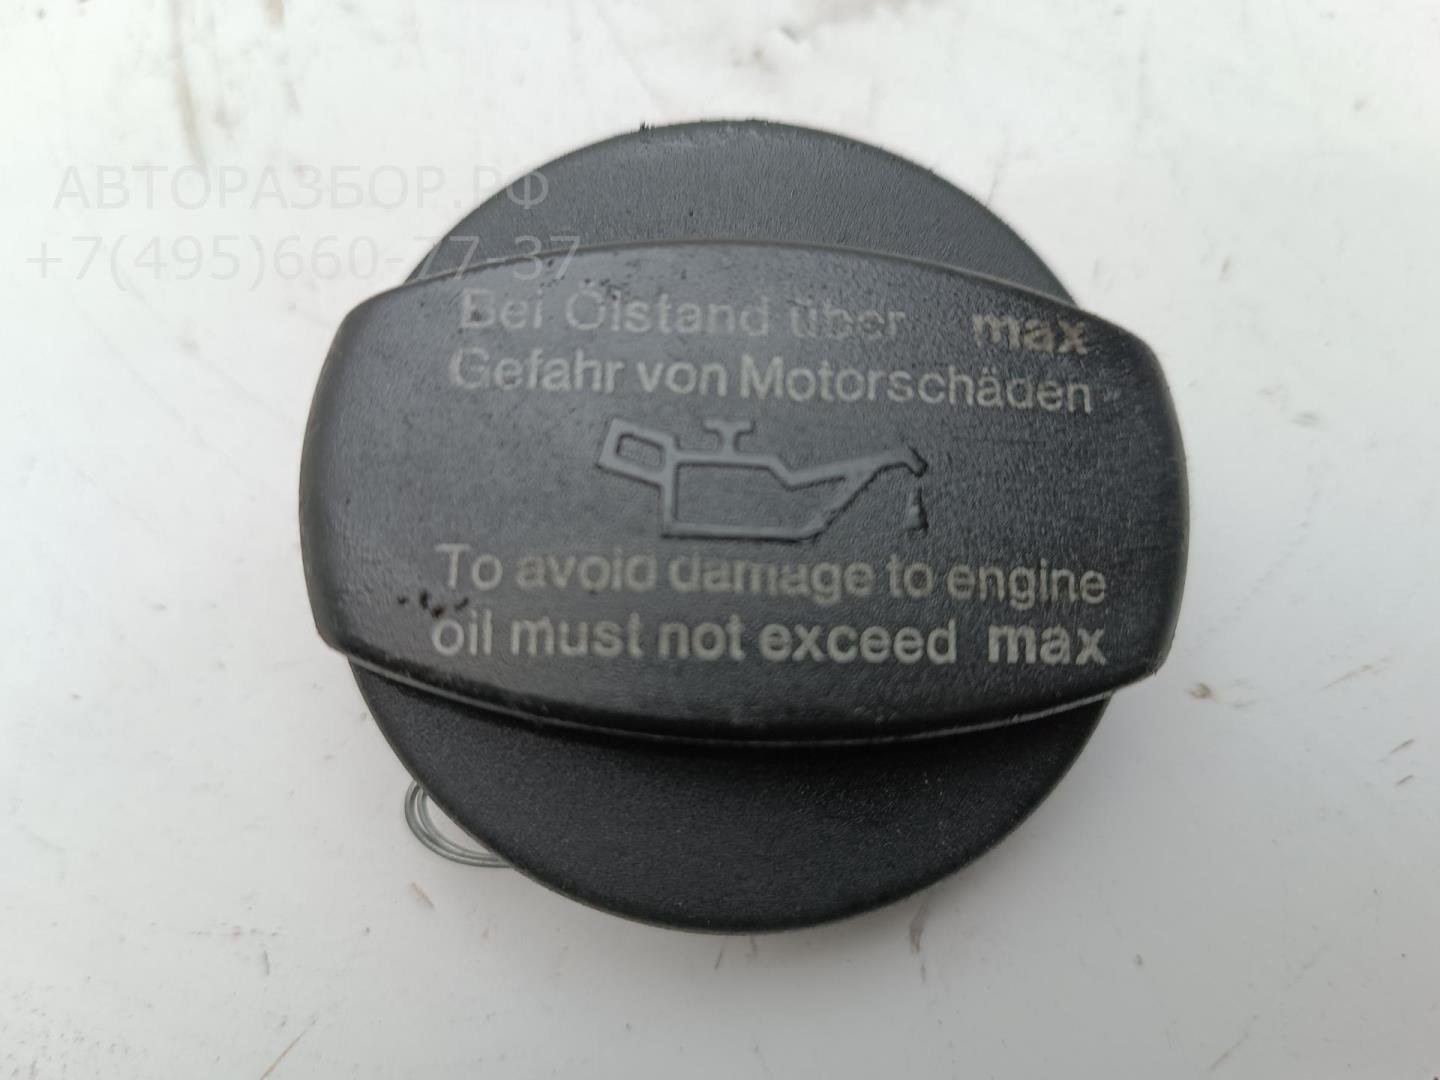 АВТОРАЗБОР.РФ
+7(495)660-77-37
Bei Ölstand über max
Gefahr von Motorschäden
To avoid damage to engine
oil must not exceed max